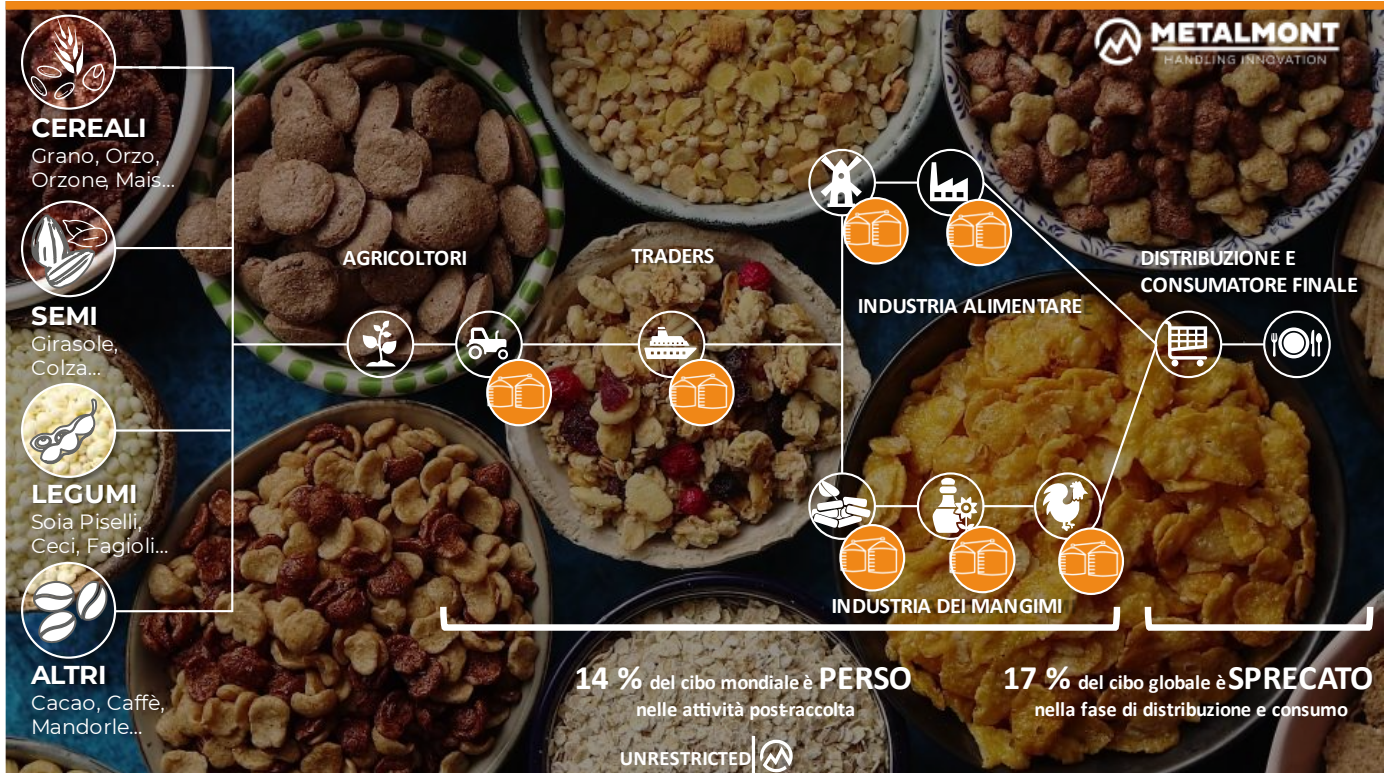 METALMONT
HANDLING INNOVATION
CEREALI
Grano, Orzo,
Orzone, Mais...
SEMI
Girasole,
Colza...
LEGUMI
Soia Piselli,
Ceci, Fagioli...
ALTRI
Cacao, Caffè,
Mandorle...
AGRICOLTORI
TRADERS
INDUSTRIA ALIMENTARE
DISTRIBUZIONE E
CONSUMATORE FINALE
INDUSTRIA DEI MANGIMI
14 % del cibo mondiale è PERSO
nelle attività post-raccolta
17 % del cibo globale è SPRECATO
nella fase di distribuzione e consumo
UNRESTRICTED